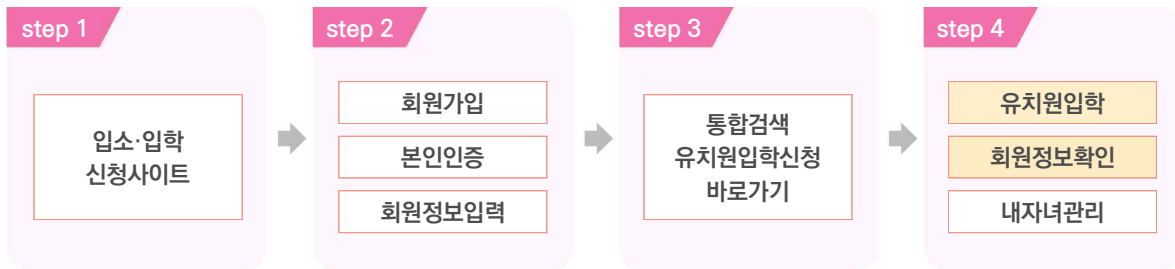 step 1
입소·입학
신청사이트
step 2
회원가입
본인인증
회원정보입력
step 3
통합검색
유치원입학신청
바로가기
step 4
유치원입학
회원정보확인
내자녀관리